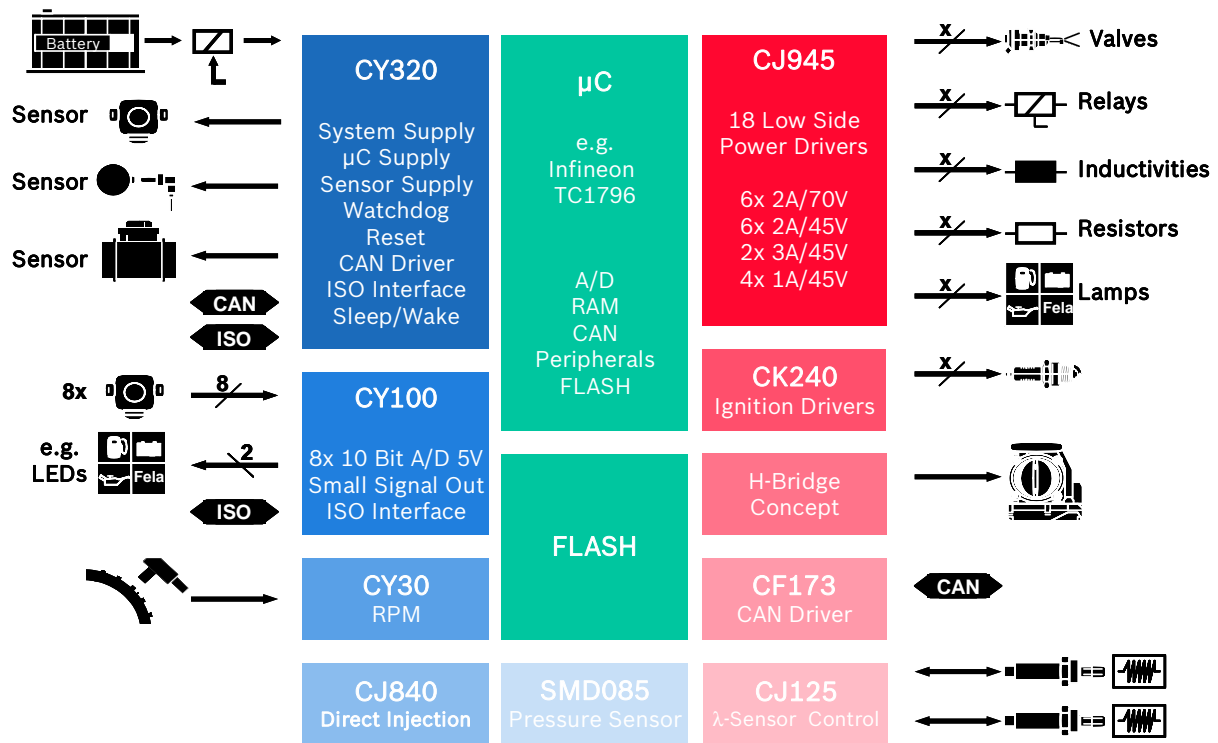 Battery
Sensor
Sensor
Sensor
CAN
ISO
8x
8
e.g.
LEDs
Fela
2
ISO
CY320
System Supply
µC Supply
Sensor Supply
Watchdog
Reset
CAN Driver
ISO Interface
Sleep/Wake
CY100
8x 10 Bit A/D 5V
Small Signal Out
ISO Interface
CY30
RPM
CJ840
Direct Injection
µC
e.g.
Infineon
TC1796
A/D
RAM
CAN
Peripherals
FLASH
FLASH
SMD085
Pressure Sensor
CJ945
18 Low Side
Power Drivers
6x 2A/70V
6x 2A/45V
2x 3A/45V
4x 1A/45V
CK240
Ignition Drivers
H-Bridge
Concept
CF173
CAN Driver
CJ125
λ-Sensor Control
x
Valves
x
Relays
x
Inductivities
x
Resistors
x
Fela
Lamps
x
CAN